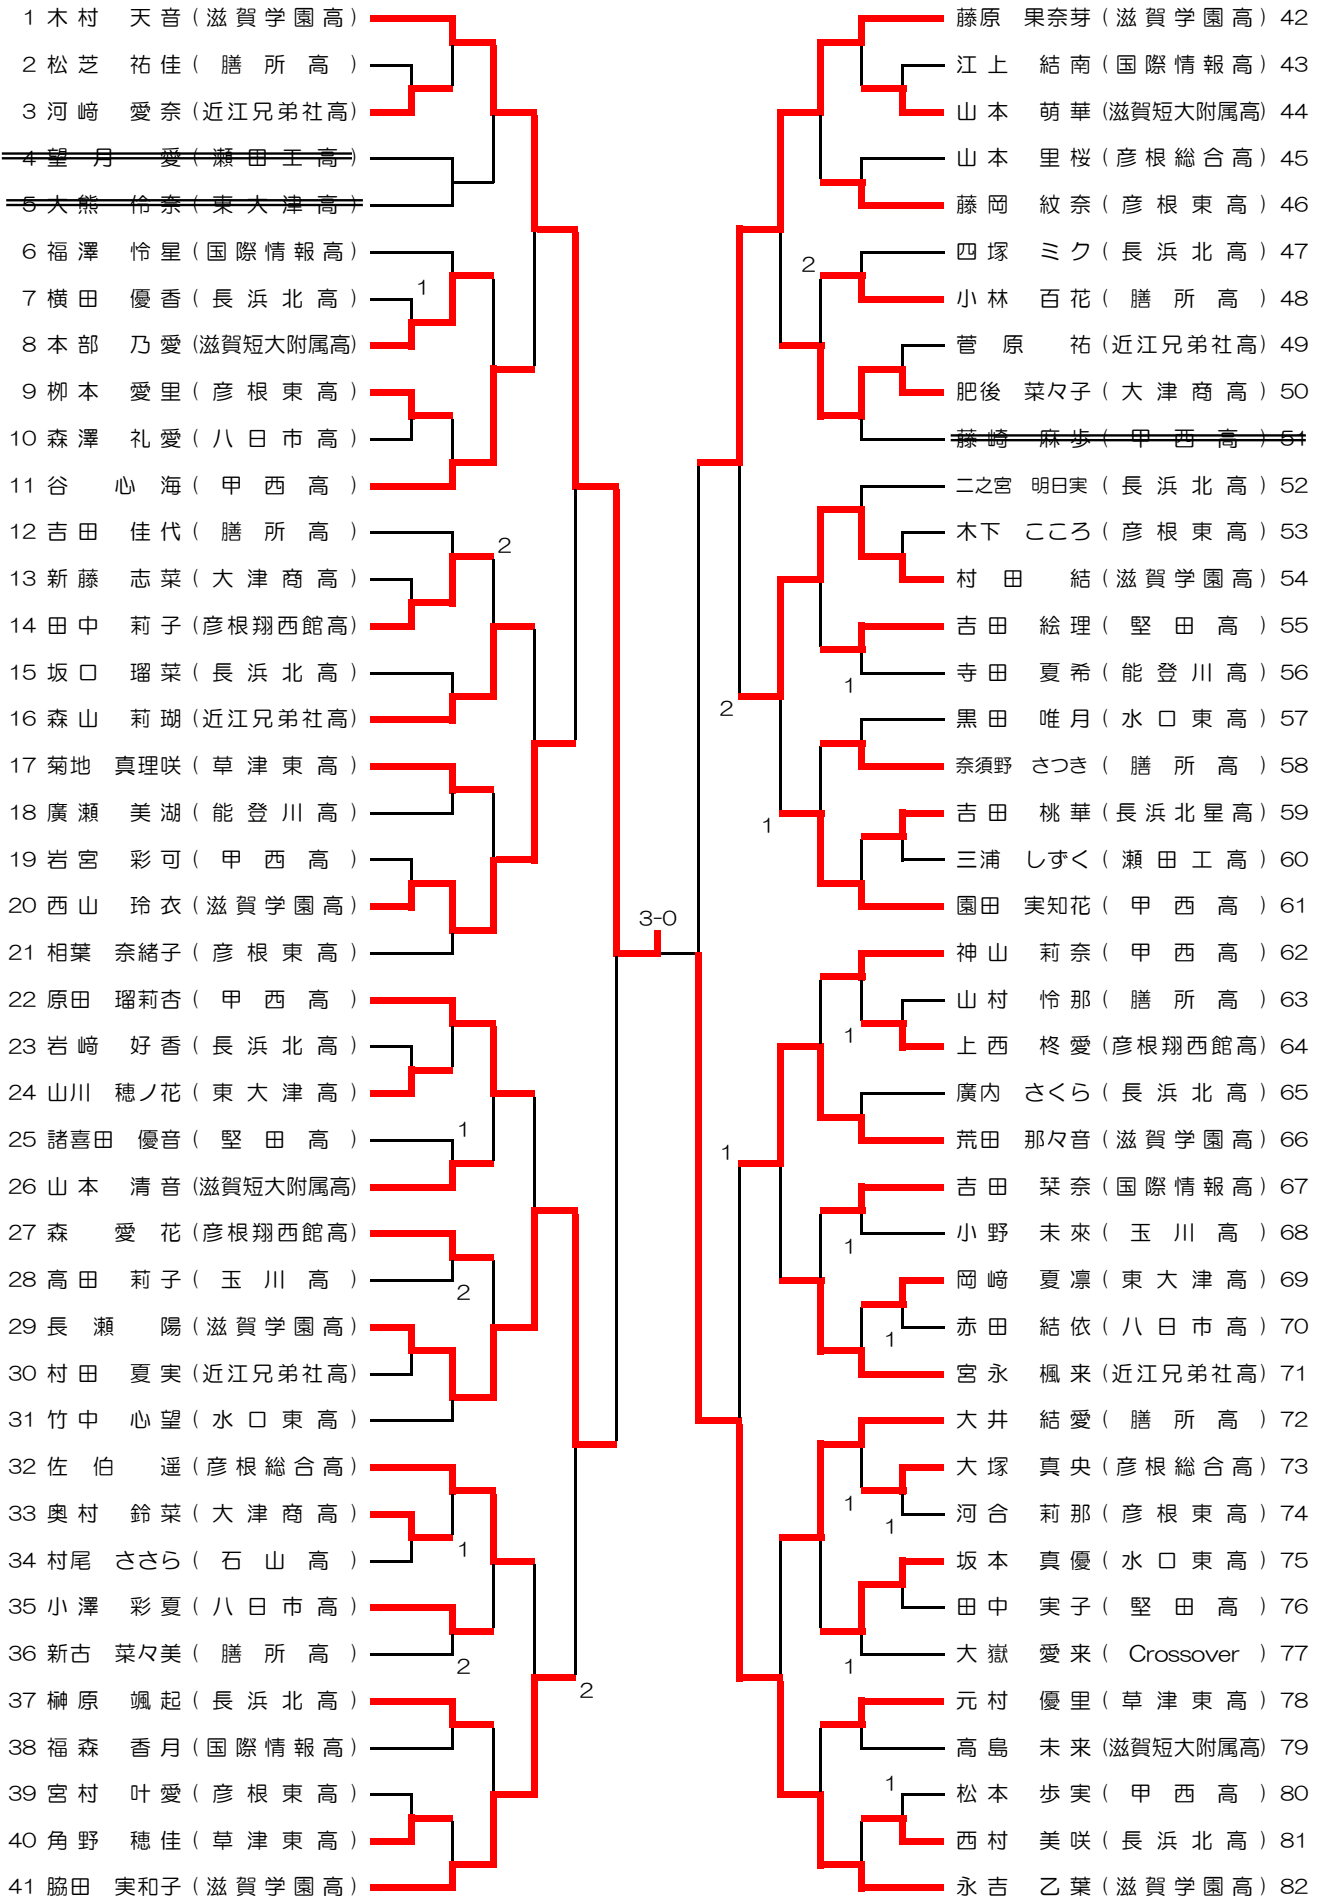 1 木村 天音 (滋賀学園高)
2 松芝 祐佳 (膳所高)
3 河﨑 愛奈 (近江兄弟社高)
4 望月 愛 (瀬田工高)
5 大熊 伶奈 (東大津高)
6 福澤 怜星 (国際情報高)
1
7 横田 優香 (長浜北高)
8 本部 乃愛 (滋賀短大附属高)
9 栁本 愛里 (彦根東高)
10 森澤 礼愛 (八日市高)
11 谷 心海 (甲西高)
12 吉田 佳代 (膳所高)
2
13 新藤 志菜 (大津商高)
14 田中 莉子 (彦根翔西館高)
15 坂口 瑠菜 (長浜北高)
16 森山 莉瑚 (近江兄弟社高)
17 菊地 真理咲 (草津東高)
18 廣瀬 美湖 (能登川高)
19 岩宮 彩可 (甲西高)
20 西山 玲衣 (滋賀学園高)
21 相葉 奈緒子 (彦根東高)
22 原田 瑠莉杏 (甲西高)
23 岩﨑 好香 (長浜北高)
24 山川 穂ノ花 (東大津高)
25 諸喜田 優音 (堅田高)
1
26 山本 清音 (滋賀短大附属高)
27 森 愛花 (彦根翔西館高)
28 高田 莉子 (玉川高)
2
29 長瀬 陽 (滋賀学園高)
30 村田 夏実 (近江兄弟社高)
31 竹中 心望 (水口東高)
32 佐伯 遥 (彦根総合高)
33 奥村 鈴菜 (大津商高)
1
34 村尾 ささら (石山高)
35 小澤 彩夏 (八日市高)
36 新古 菜々美 (膳所高)
2
2
37 榊原 颯起 (長浜北高)
38 福森 香月 (国際情報高)
39 宮村 叶愛 (彦根東高)
40 角野 穂佳 (草津東高)
41 脇田 実和子 (滋賀学園高)
3-0
藤原 果奈芽 (滋賀学園高) 42
江上 結南 (国際情報高) 43
山本 萌華 (滋賀短大附属高) 44
山本 里桜 (彦根総合高) 45
藤岡 紋奈 (彦根東高) 46
四塚 ミク (長浜北高) 47
2
小林 百花 (膳所高) 48
菅原 祐 (近江兄弟社高) 49
肥後 菜々子 (大津商高) 50
藤崎 麻歩 (甲西高) 51
二之宮 明日実 (長浜北高) 52
木下 こころ (彦根東高) 53
村田 結 (滋賀学園高) 54
吉田 絵理 (堅田高) 55
寺田 夏希 (能登川高) 56
1
2
黒田 唯月 (水口東高) 57
奈須野 さつき (膳所高) 58
吉田 桃華 (長浜北星高) 59
1
三浦 しずく (瀬田工高) 60
園田 実知花 (甲西高) 61
神山 莉奈 (甲西高) 62
山村 怜那 (膳所高) 63
1
上西 柊愛 (彦根翔西館高) 64
廣内 さくら (長浜北高) 65
荒田 那々音 (滋賀学園高) 66
1
吉田 栞奈 (国際情報高) 67
小野 未來 (玉川高) 68
1
岡﨑 夏凛 (東大津高) 69
赤田 結依 (八日市高) 70
1
宮永 楓来 (近江兄弟社高) 71
大井 結愛 (膳所高) 72
大塚 真央 (彦根総合高) 73
1
河合 莉那 (彦根東高) 74
1
坂本 真優 (水口東高) 75
田中 実子 (堅田高) 76
大嶽 愛来 (Crossover) 77
1
元村 優里 (草津東高) 78
高島 未来 (滋賀短大附属高) 79
1
松本 歩実 (甲西高) 80
西村 美咲 (長浜北高) 81
永吉 乙葉 (滋賀学園高) 82